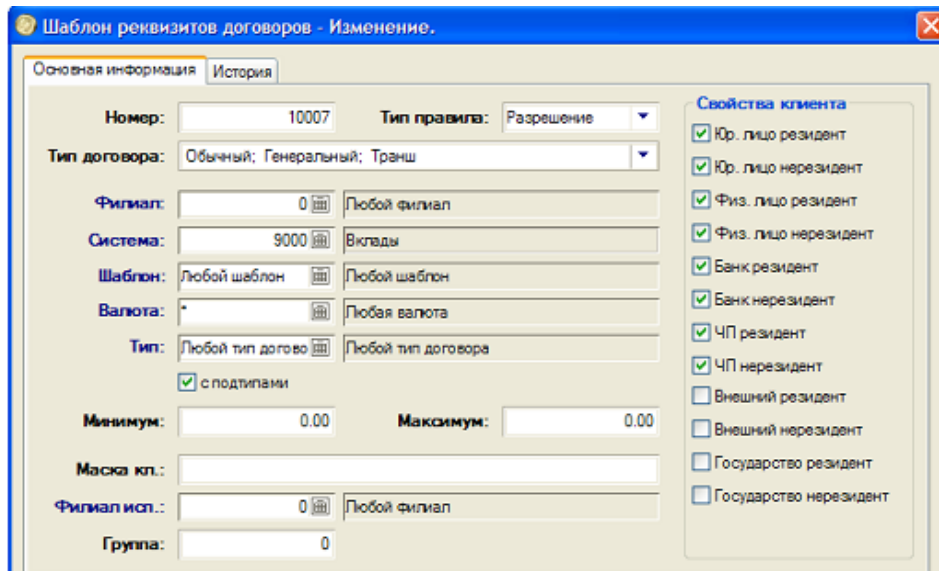 Шаблон реквизитов договоров - Изменение.
Основная информация История
Номер: 10007 Тип правила: Разрешение
Тип договора: Обычный; Генеральный; Транш
Филиал: 0 Любой филиал
Система: 9000 Вклады
Шаблон: Любой шаблон Любой шаблон
Валюта: * Любая валюта
Тип: Любой тип догово Любой тип договора
с подтипами
Минимум: 0.00 Максимум: 0.00
Маска кл.:
Филиал исп.: 0 Любой филиал
Группа: 0
Свойства клиента
Юр. лицо резидент
Юр. лицо нерезидент
Физ. лицо резидент
Физ. лицо нерезидент
Банк резидент
Банк нерезидент
ЧП резидент
ЧП нерезидент
Внешний резидент
Внешний нерезидент
Государство резидент
Государство нерезидент